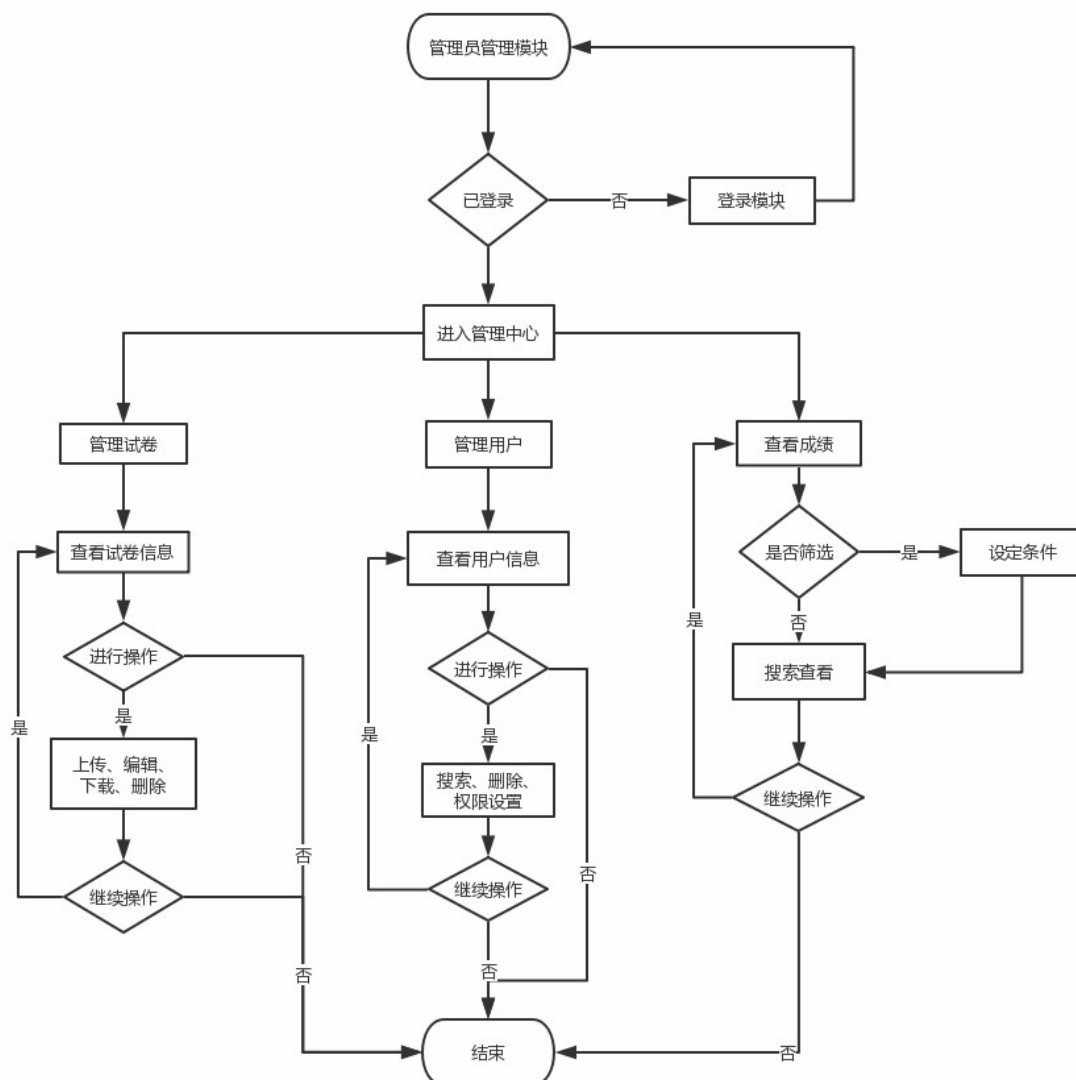 管理员管理模块
已登录
否
登录模块
进入管理中心
管理试卷
管理用户
查看成绩
查看试卷信息
查看用户信息
是否筛选
是
设定条件
否
是
进行操作
进行操作
搜索查看
是
是
是
是
上传、编辑、
下载、删除
搜索、删除、
权限设置
继续操作
否
否
继续操作
继续操作
否
否
结束
否